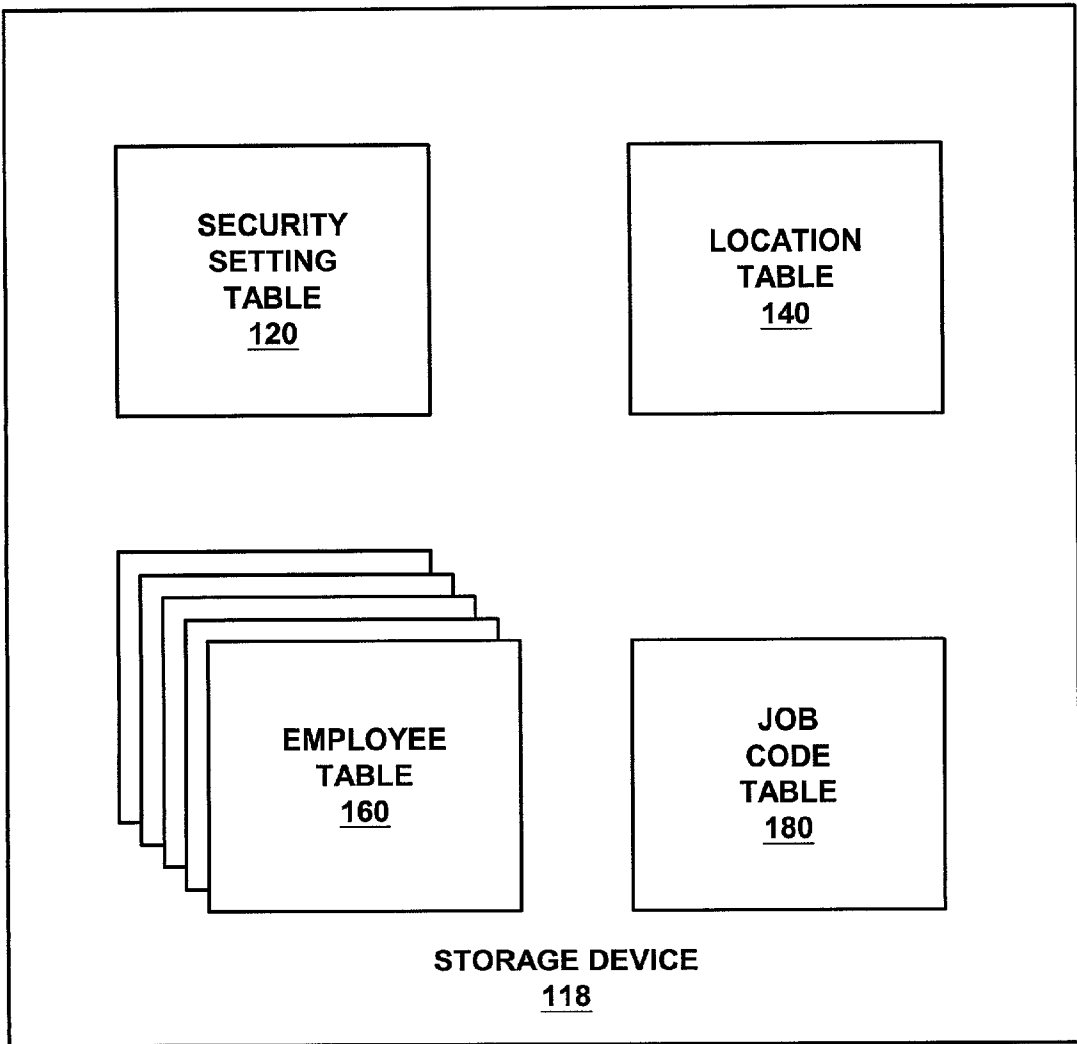 SECURITY
SETTING
TABLE
120
LOCATION
TABLE
140
EMPLOYEE
TABLE
160
JOB
CODE
TABLE
180
STORAGE DEVICE
118